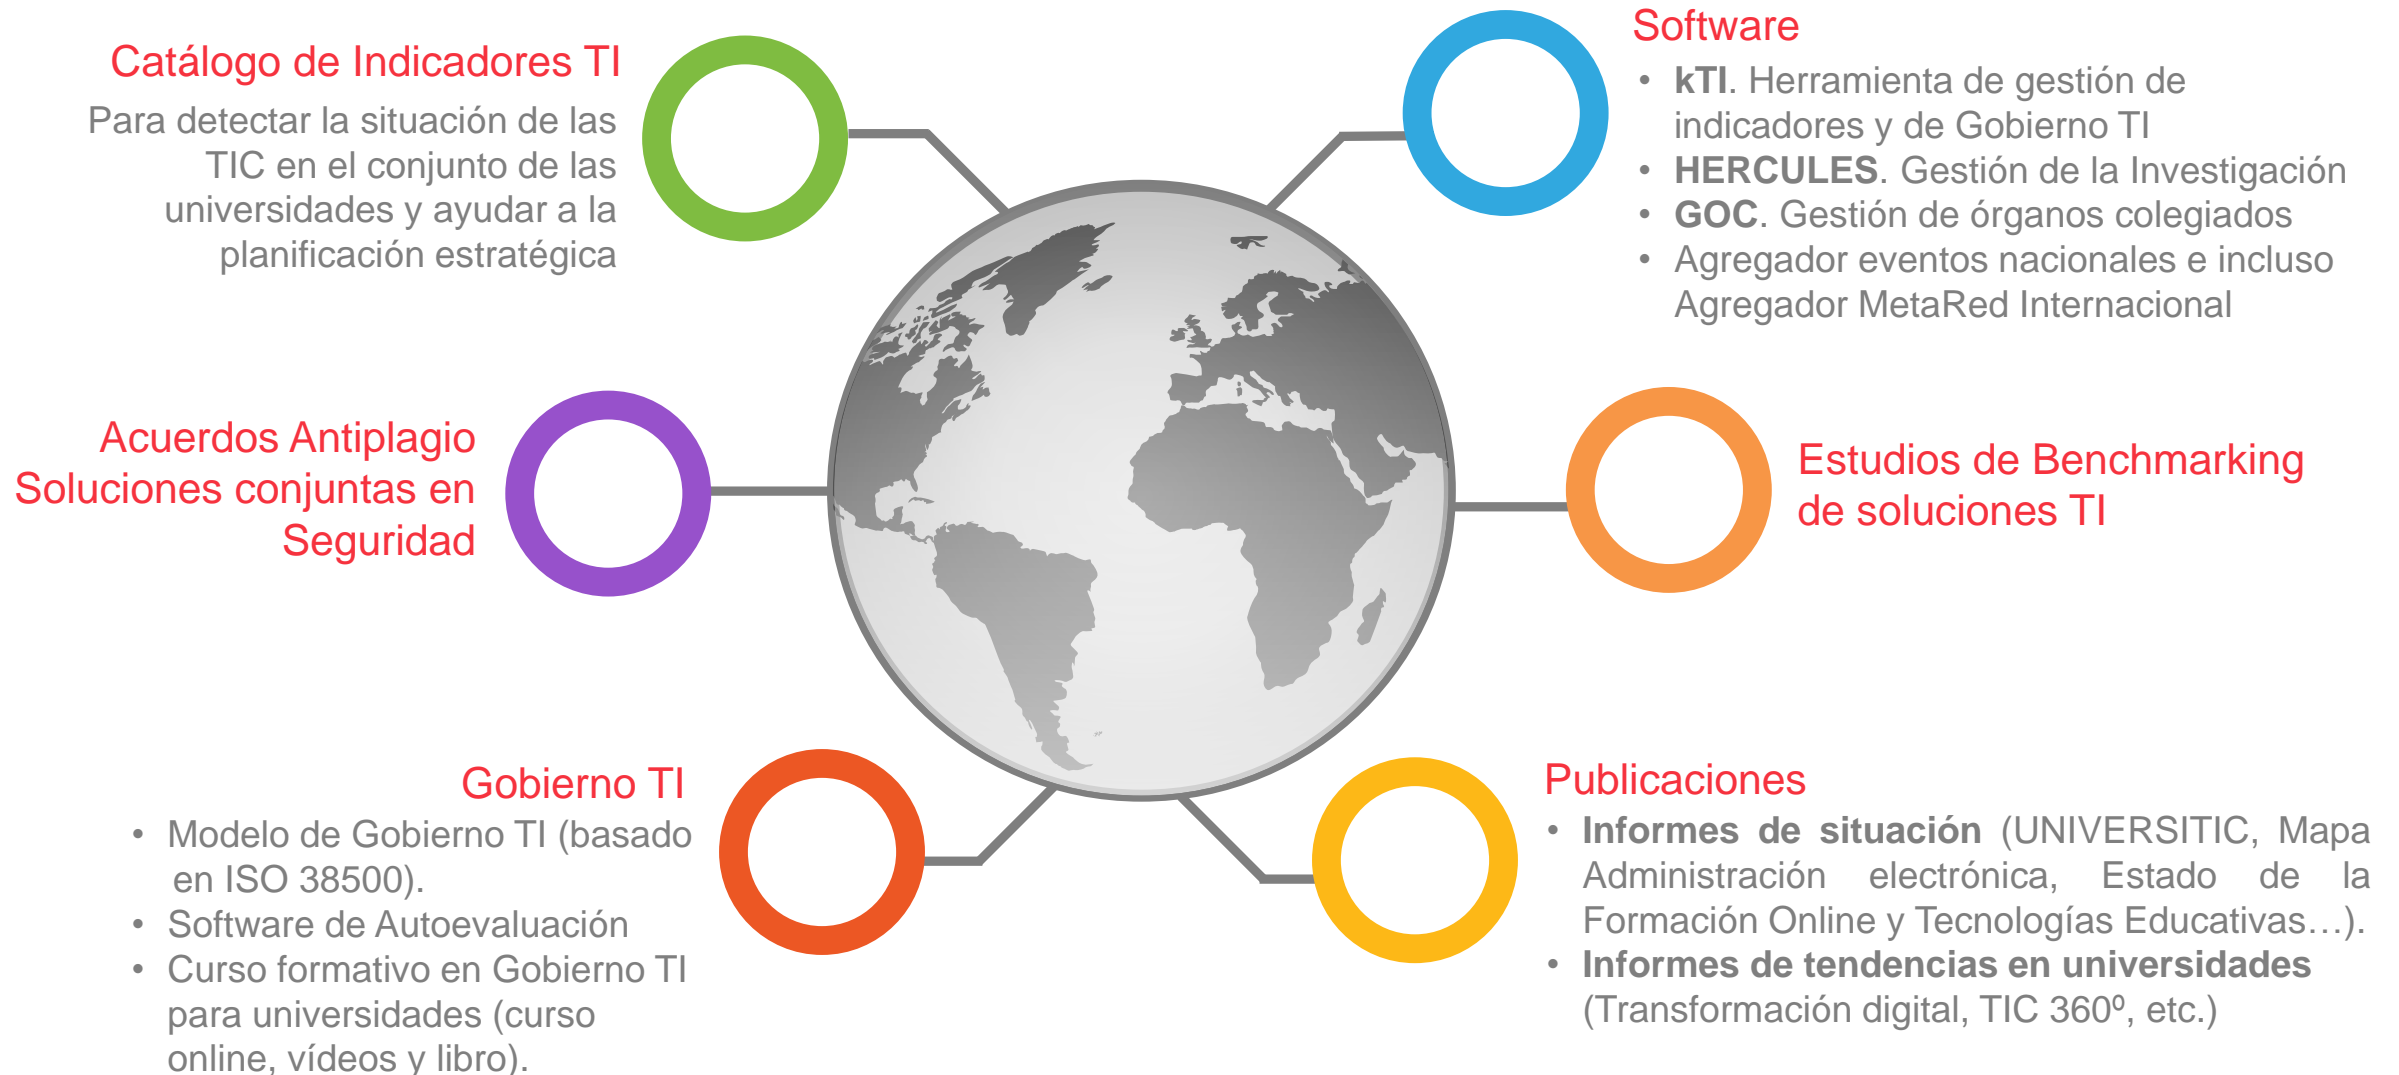 Catálogo de Indicadores TI
Para detectar la situación de las
TIC en el conjunto de las
universidades y ayudar a la
planificación estratégica
Software
• kTI. Herramienta de gestión de
indicadores y de Gobierno TI
• HERCULES. Gestión de la Investigación
• GOC. Gestión de órganos colegiados
• Agregador eventos nacionales e incluso
Agregador MetaRed Internacional
Acuerdos Antiplagio
Soluciones conjuntas en
Seguridad
Estudios de Benchmarking
de soluciones TI
Gobierno TI
• Modelo de Gobierno TI (basado
en ISO 38500).
• Software de Autoevaluación
• Curso formativo en Gobierno TI
para universidades (curso
online, vídeos y libro).
Publicaciones
• Informes de situación (UNIVERSITIC, Mapa
Administración electrónica, Estado de la
Formación Online y Tecnologías Educativas…).
• Informes de tendencias en universidades
(Transformación digital, TIC 360º, etc.)